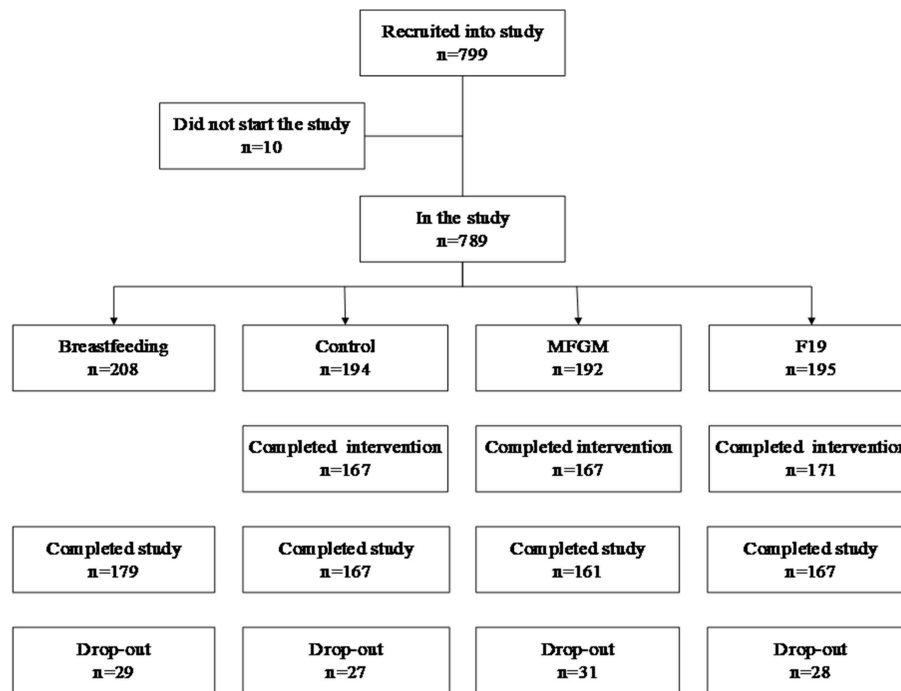 Recruited into study
n=799
Did not start the study
n=10
In the study
n=789
Breastfeeding
n=208
Control
n=194
MFGM
n=192
F19
n=195
Completed intervention
n=167
Completed intervention
n=167
Completed intervention
n=171
Completed study
n=179
Completed study
n=167
Completed study
n=161
Completed study
n=167
Drop-out
n=29
Drop-out
n=27
Drop-out
n=31
Drop-out
n=28